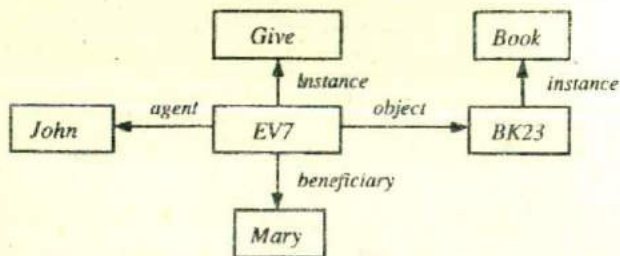 Give
Book
Instance
instance
agent
object
John
EV7
BK23
beneficiary
Mary